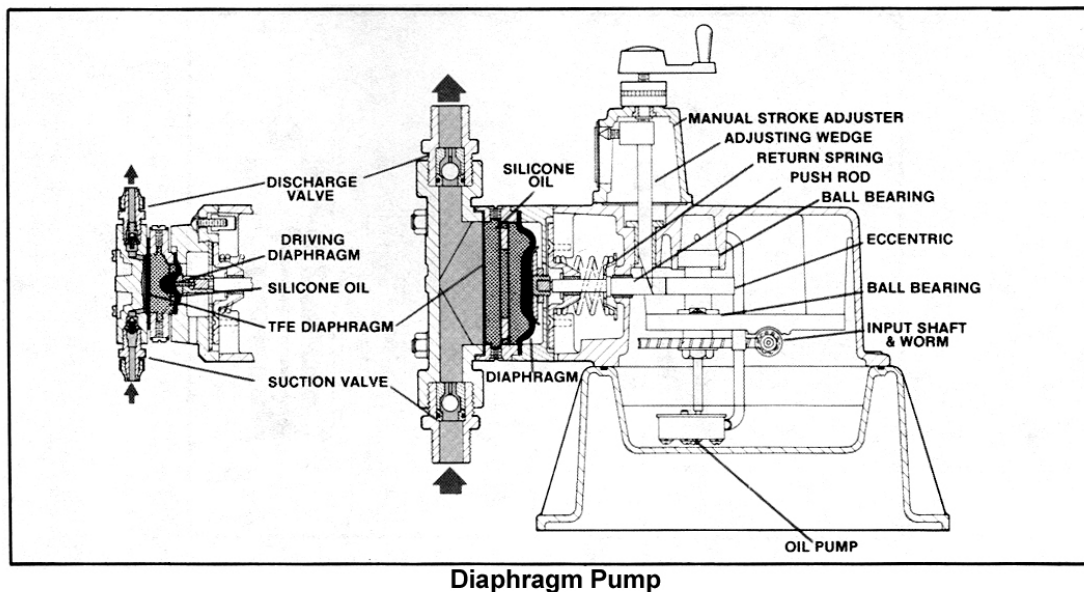 DISCHARGE
VALVE
DRIVING
DIAPHRAGM
SILICONE OIL
TFE DIAPHRAGM
SUCTION VALVE
SILICONE
OIL
DIAPHRAGM
MANUAL STROKE ADJUSTER
ADJUSTING WEDGE
RETURN SPRING
PUSH ROD
BALL BEARING
ECCENTRIC
BALL BEARING
INPUT SHAFT
& WORM
OIL PUMP
Diaphragm Pump